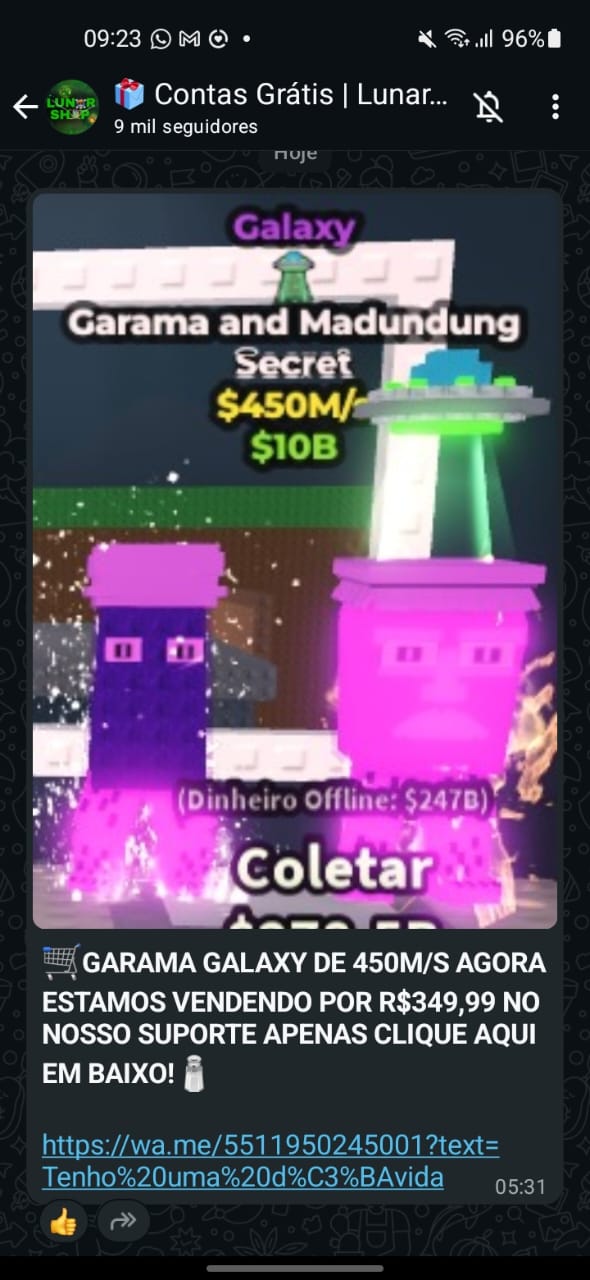 09:23
96%
LUNAR
SHOP
🎁 Contas Grátis | Lunar...
9 mil seguidores
Hoje
Galaxy
Garama and Madundung
Secret
$450M/s
$10B
(Dinheiro Offline: $247B)
Coletar
🛒GARAMA GALAXY DE 450M/S AGORA
ESTAMOS VENDENDO POR R$349,99 NO
NOSSO SUPORTE APENAS CLIQUE AQUI
EM BAIXO!🧂
https://wa.me/5511950245001?text=
Tenho%20uma%20d%C3%BAvida
05:31